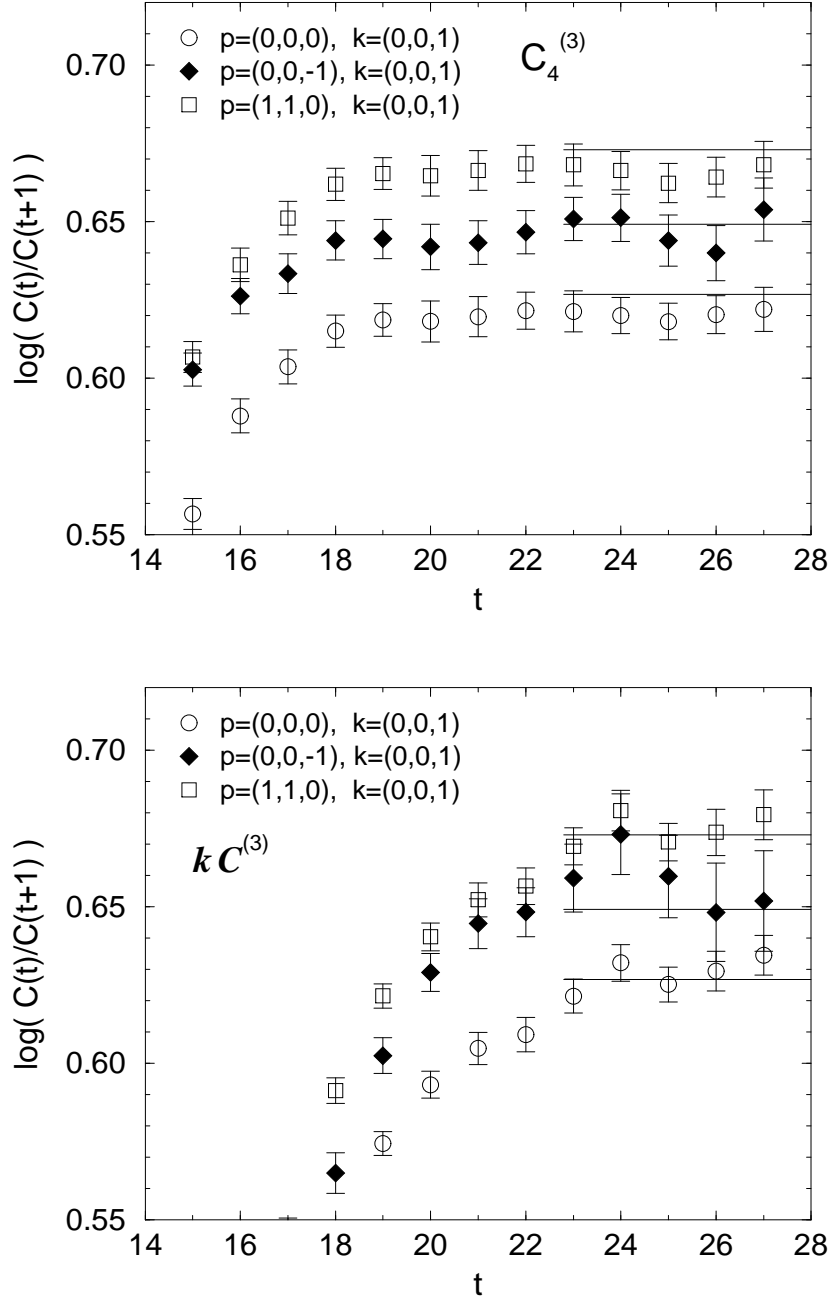 p=(0,0,0), k=(0,0,1)
p=(0,0,-1), k=(0,0,1)
p=(1,1,0), k=(0,0,1)
C₄⁽³⁾
0.70
0.65
0.60
0.55
log( C(t)/C(t+1) )
14 16 18 20 22 24 26 28
t
p=(0,0,0), k=(0,0,1)
p=(0,0,-1), k=(0,0,1)
p=(1,1,0), k=(0,0,1)
k C⁽³⁾
0.70
0.65
0.60
0.55
log( C(t)/C(t+1) )
14 16 18 20 22 24 26 28
t